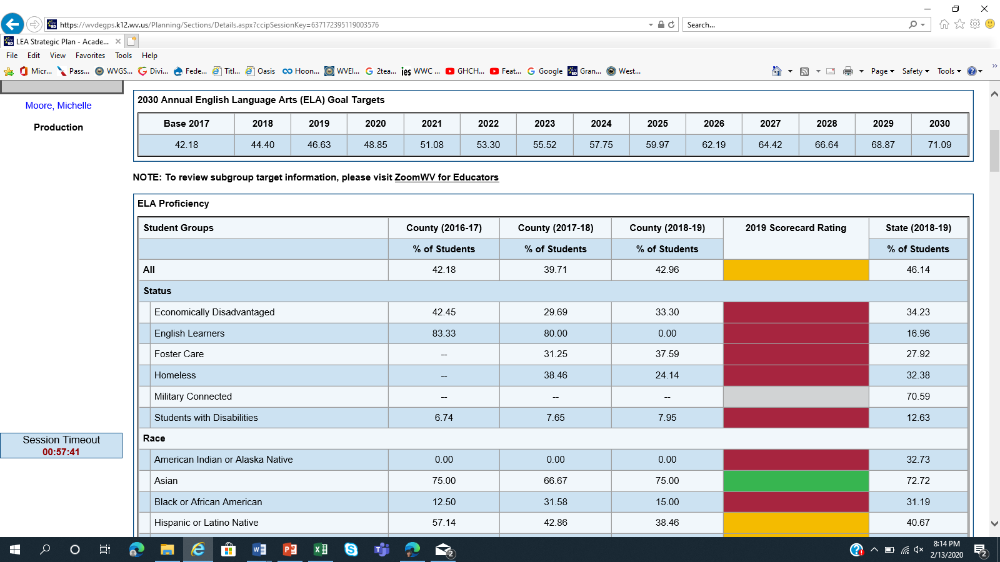 https://wvdegps.k12.wv.us/Planning/Sections/Details.aspx?ccipSessionKey=637172395119003576
Search...
LEA Strategic Plan - Acade...
File Edit View Favorites Tools Help
Micr... Pass... WVGS... Divi... Fede... Titl... Oasis Hoon... WVEI... 2tea... ies WWC ... GHCH... Feat... Google Gran... West... Page Safety Tools
Moore, Michelle
Production
Session Timeout
00:57:41
2030 Annual English Language Arts (ELA) Goal Targets
Base 2017 2018 2019 2020 2021 2022 2023 2024 2025 2026 2027 2028 2029 2030
42.18 44.40 46.63 48.85 51.08 53.30 55.52 57.75 59.97 62.19 64.42 66.64 68.87 71.09
NOTE: To review subgroup target information, please visit ZoomWV for Educators
ELA Proficiency
Student Groups County (2016-17) County (2017-18) County (2018-19) 2019 Scorecard Rating State (2018-19)
% of Students % of Students % of Students % of Students
All 42.18 39.71 42.96 46.14
Status
Economically Disadvantaged 42.45 29.69 33.30 34.23
English Learners 83.33 80.00 0.00 16.96
Foster Care -- 31.25 37.59 27.92
Homeless -- 38.46 24.14 32.38
Military Connected -- -- -- 70.59
Students with Disabilities 6.74 7.65 7.95 12.63
Race
American Indian or Alaska Native 0.00 0.00 0.00 32.73
Asian 75.00 66.67 75.00 72.72
Black or African American 12.50 31.58 15.00 31.19
Hispanic or Latino Native 57.14 42.86 38.46 40.67
8:14 PM
2/13/2020
2
2